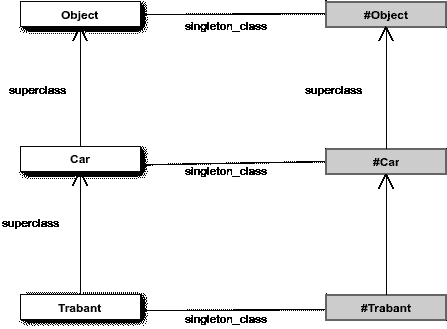 Object
#Object
singleton_class
superclass
superclass
Car
#Car
singleton_class
superclass
Trabant
#Trabant
singleton_class